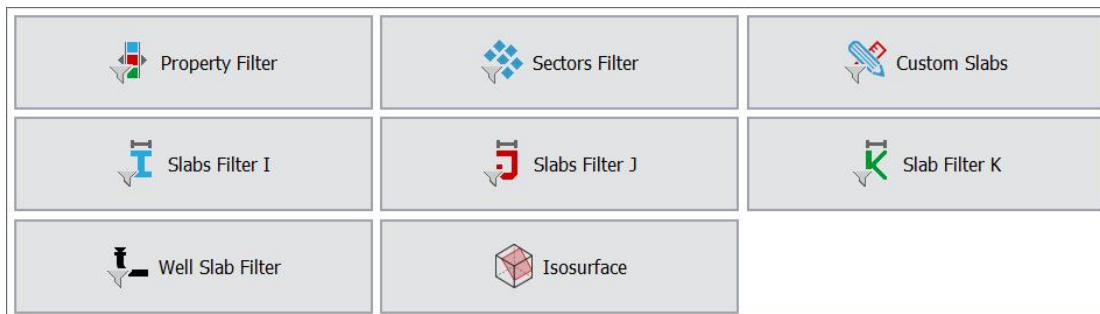 Property Filter
Sectors Filter
Custom Slabs
Slabs Filter I
Slabs Filter J
Slab Filter K
Well Slab Filter
Isosurface